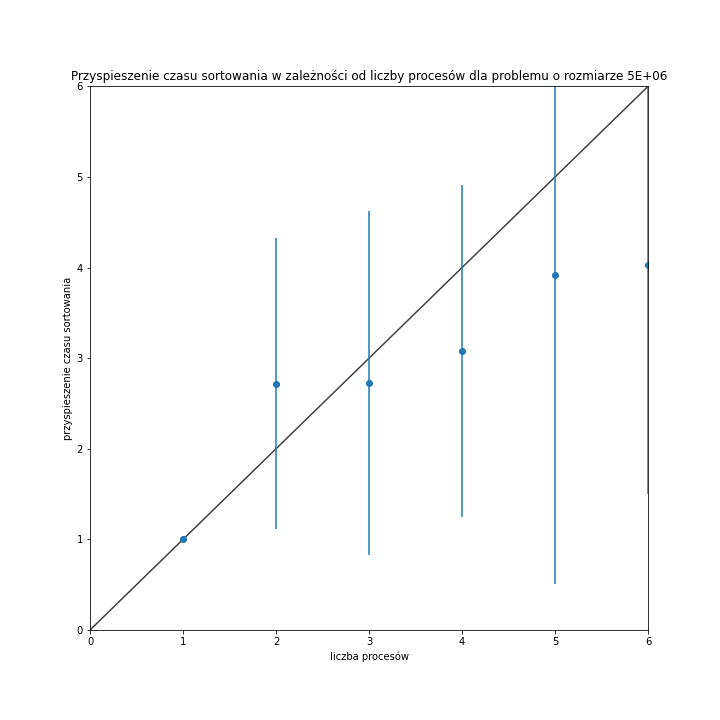 Przyspieszenie czasu sortowania w zależności od liczby procesów dla problemu o rozmiarze 5E+06
6
5
4
3
2
1
0
przyspieszenie czasu sortowania
0 1 2 3 4 5 6
liczba procesów